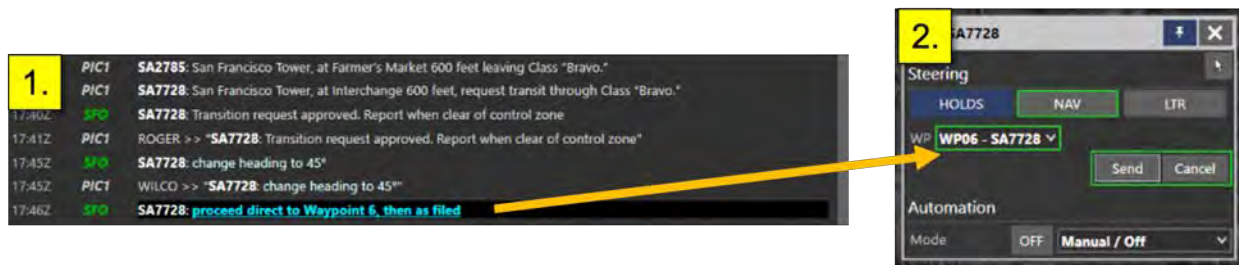 1.
PIC1 SA2785: San Francisco Tower, at Farmer's Market 600 feet leaving Class "Bravo."
PIC1 SA7728: San Francisco Tower, at Interchange 600 feet, request transit through Class "Bravo."
17:40Z SFO SA7728: Transition request approved. Report when clear of control zone
17:41Z PIC1 ROGER >> "SA7728: Transition request approved. Report when clear of control zone"
17:45Z SFO SA7728: change heading to 45°
17:45Z PIC1 WILCO >> "SA7728: change heading to 45°"
17:46Z SFO SA7728: proceed direct to Waypoint 6, then as filed
2.
SA7728
Steering
HOLDS NAV LTR
WP WP06 - SA7728
Send Cancel
Automation
Mode OFF Manual / Off